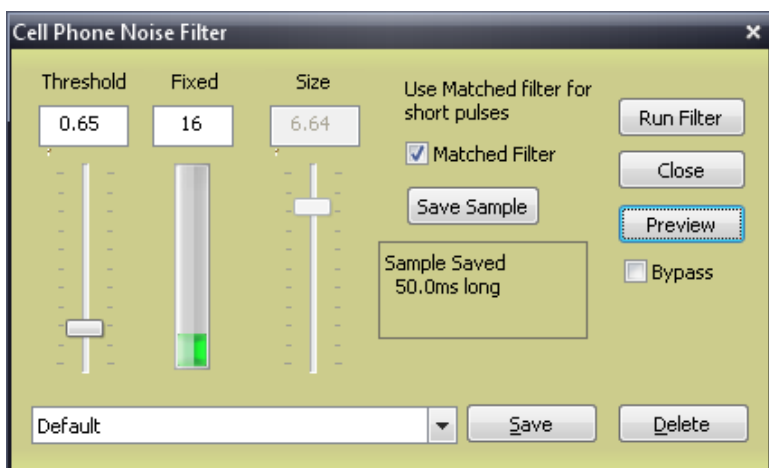 Cell Phone Noise Filter
Threshold
Fixed
Size
0.65
16
6.64
Use Matched filter for
short pulses
Matched Filter
Save Sample
Sample Saved
50.0ms long
Run Filter
Close
Preview
Bypass
Default
Save
Delete